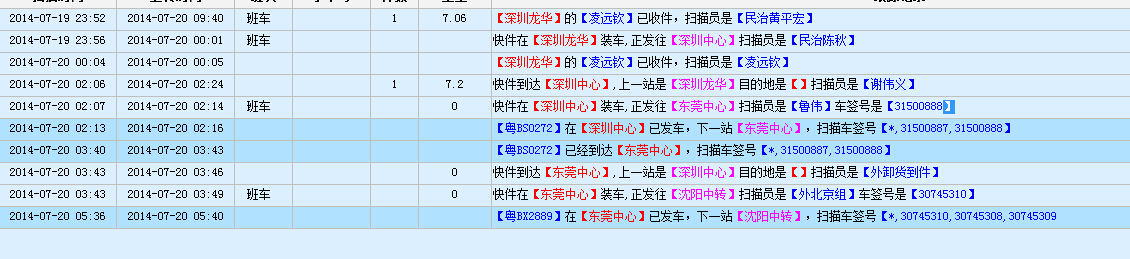 2014-07-19 23:52 2014-07-20 09:40 班车 1 7.06 【深圳龙华】的【凌远钦】已收件，扫描员是【民治黄平宏】
2014-07-19 23:56 2014-07-20 00:01 班车 快件在【深圳龙华】装车,正发往【深圳中心】扫描员是【民治陈秋】
2014-07-20 00:04 2014-07-20 00:05 【深圳龙华】的【凌远钦】已收件，扫描员是【凌远钦】
2014-07-20 02:06 2014-07-20 02:24 1 7.2 快件到达【深圳中心】,上一站是【深圳龙华】目的地是【】扫描员是【谢伟义】
2014-07-20 02:07 2014-07-20 02:14 班车 0 快件在【深圳中心】装车,正发往【东莞中心】扫描员是【鲁伟】车签号是【31500888】
2014-07-20 02:13 2014-07-20 02:16 【粤BS0272】在【深圳中心】已发车，下一站【东莞中心】，扫描车签号【*,31500887,31500888】
2014-07-20 03:40 2014-07-20 03:43 【粤BS0272】已经到达【东莞中心】，扫描车签号【*,31500887,31500888】
2014-07-20 03:43 2014-07-20 03:46 0 快件到达【东莞中心】,上一站是【深圳中心】目的地是【】扫描员是【外卸货到件】
2014-07-20 03:43 2014-07-20 03:49 班车 0 快件在【东莞中心】装车,正发往【沈阳中转】扫描员是【外北京组】车签号是【30745310】
2014-07-20 05:36 2014-07-20 05:40 【粤BX2889】在【东莞中心】已发车，下一站【沈阳中转】，扫描车签号【*,30745310,30745308,30745309